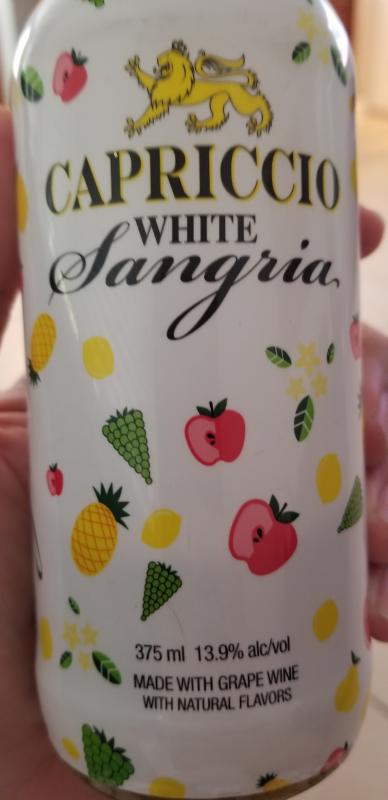 CAPRICCIO
WHITE
Sangria
375 ml 13.9% alc/vol
MADE WITH GRAPE WINE
WITH NATURAL FLAVORS